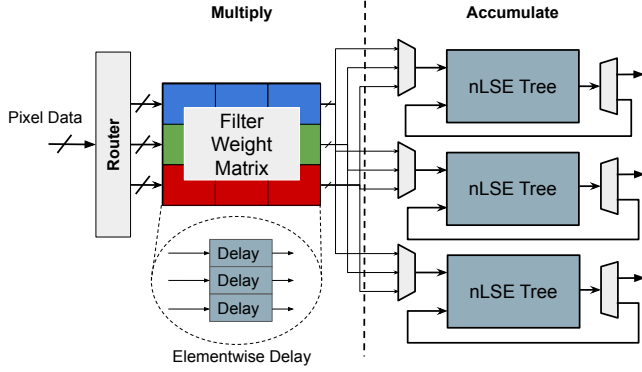 Multiply
Accumulate
Pixel Data
Router
Filter
Weight
Matrix
nLSE Tree
nLSE Tree
nLSE Tree
Delay
Delay
Delay
Elementwise Delay